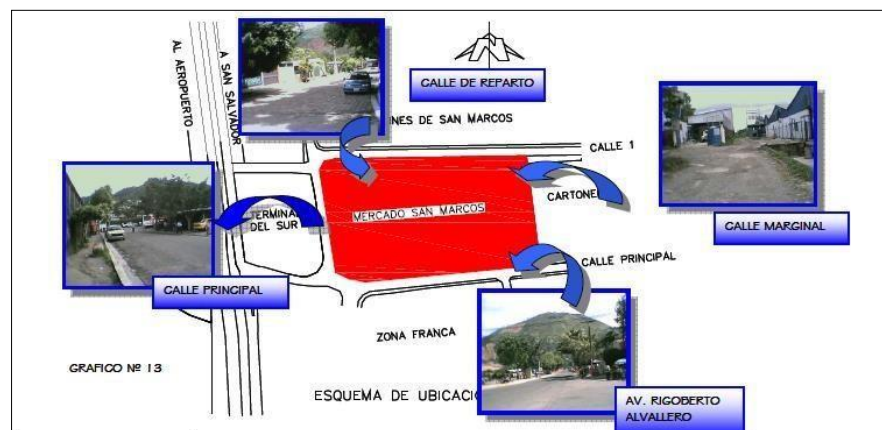 AL AEROPUERTO
A SAN SALVADOR
CALLE DE REPARTO
NES DE SAN MARCOS
CALLE 1
CARTONE
CALLE MARGINAL
TERMINA
DEL SUR
MERCADO SAN MARCOS
CALLE PRINCIPAL
CALLE PRINCIPAL
ZONA FRANCA
GRAFICO Nº 13
ESQUEMA DE UBICACI
AV. RIGOBERTO
ALVALLERO